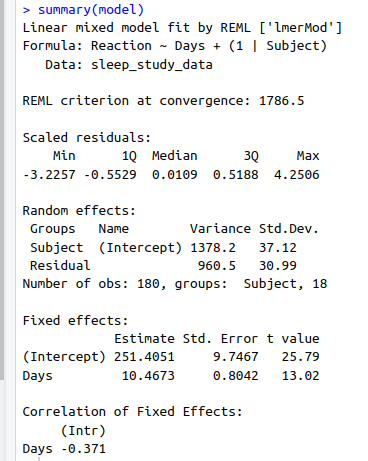 > summary(model)
Linear mixed model fit by REML ['lmerMod']
Formula: Reaction ~ Days + (1 | Subject)
   Data: sleep_study_data

REML criterion at convergence: 1786.5

Scaled residuals:
    Min      1Q  Median      3Q     Max
-3.2257 -0.5529  0.0109  0.5188  4.2506

Random effects:
 Groups   Name        Variance Std.Dev.
 Subject  (Intercept) 1378.2   37.12
 Residual              960.5   30.99
Number of obs: 180, groups:  Subject, 18

Fixed effects:
            Estimate Std. Error t value
(Intercept) 251.4051     9.7467   25.79
Days         10.4673     0.8042   13.02

Correlation of Fixed Effects:
     (Intr)
Days -0.371